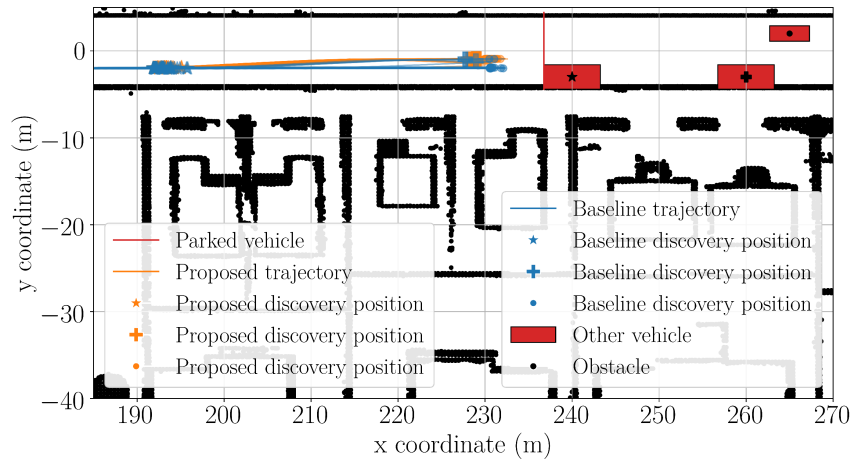 0
−10
−20
−30
−40
y coordinate (m)
Parked vehicle
Proposed trajectory
Proposed discovery position
Proposed discovery position
Proposed discovery position
Baseline trajectory
Baseline discovery position
Baseline discovery position
Baseline discovery position
Other vehicle
Obstacle
190 200 210 220 230 240 250 260 270
x coordinate (m)